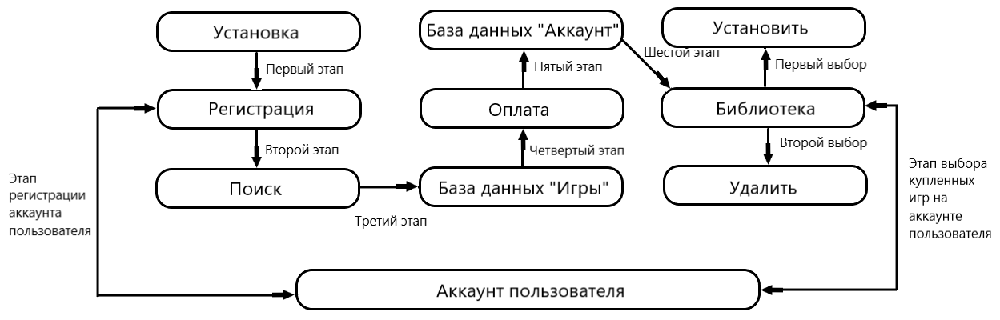 Установка
Первый этап
Регистрация
Второй этап
Поиск
Третий этап
База данных "Игры"
Четвертый этап
Оплата
Пятый этап
База данных "Аккаунт"
Шестой этап
Библиотека
Первый выбор
Установить
Второй выбор
Удалить
Этап
регистрации
аккаунта
пользователя
Этап выбора
купленных
игр на
аккаунте
пользователя
Аккаунт пользователя